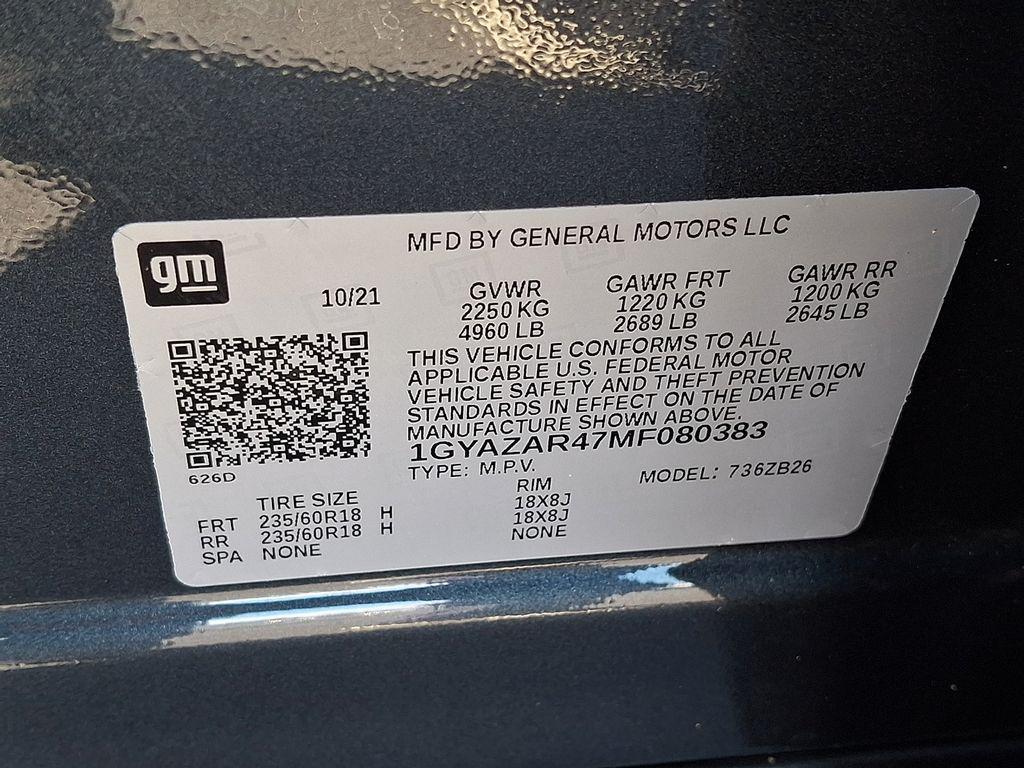 gm
MFD BY GENERAL MOTORS LLC
10/21
GVWR GAWR FRT GAWR RR
2250 KG 1220 KG 1200 KG
4960 LB 2689 LB 2645 LB
THIS VEHICLE CONFORMS TO ALL
APPLICABLE U.S. FEDERAL MOTOR
VEHICLE SAFETY AND THEFT PREVENTION
STANDARDS IN EFFECT ON THE DATE OF
MANUFACTURE SHOWN ABOVE.
1GYAZAR47MF080383
626D
TYPE: M.P.V. MODEL: 736ZB26
TIRE SIZE RIM
FRT 235/60R18 H 18X8J
RR 235/60R18 H 18X8J
SPA NONE NONE